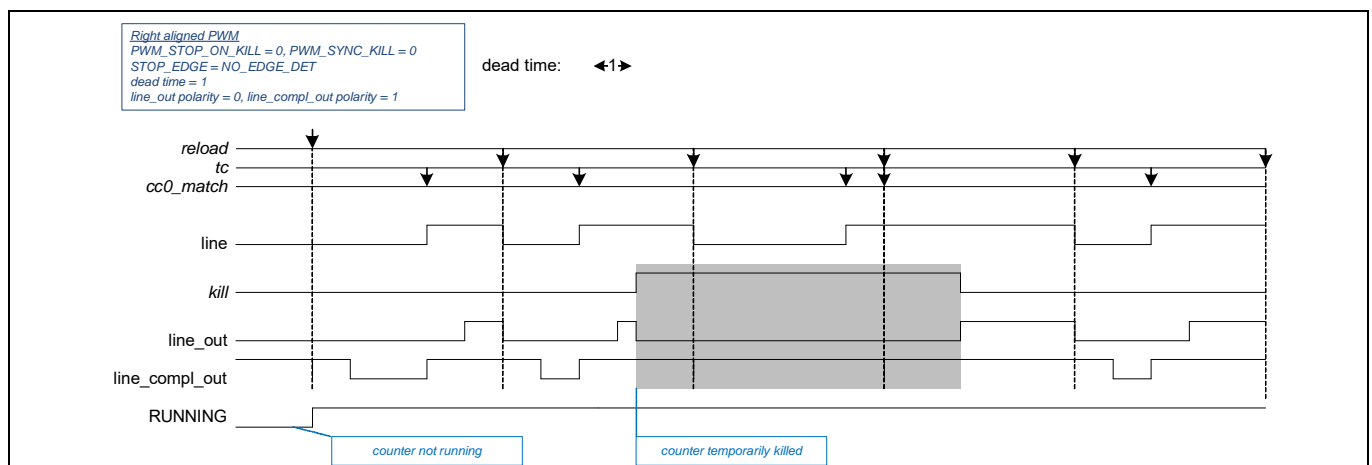 Right aligned PWM
PWM_STOP_ON_KILL = 0, PWM_SYNC_KILL = 0
STOP_EDGE = NO_EDGE_DET
dead time = 1
line_out polarity = 0, line_compl_out polarity = 1
dead time:
1
reload
tc
cc0_match
line
kill
line_out
line_compl_out
RUNNING
counter not running
counter temporarily killed